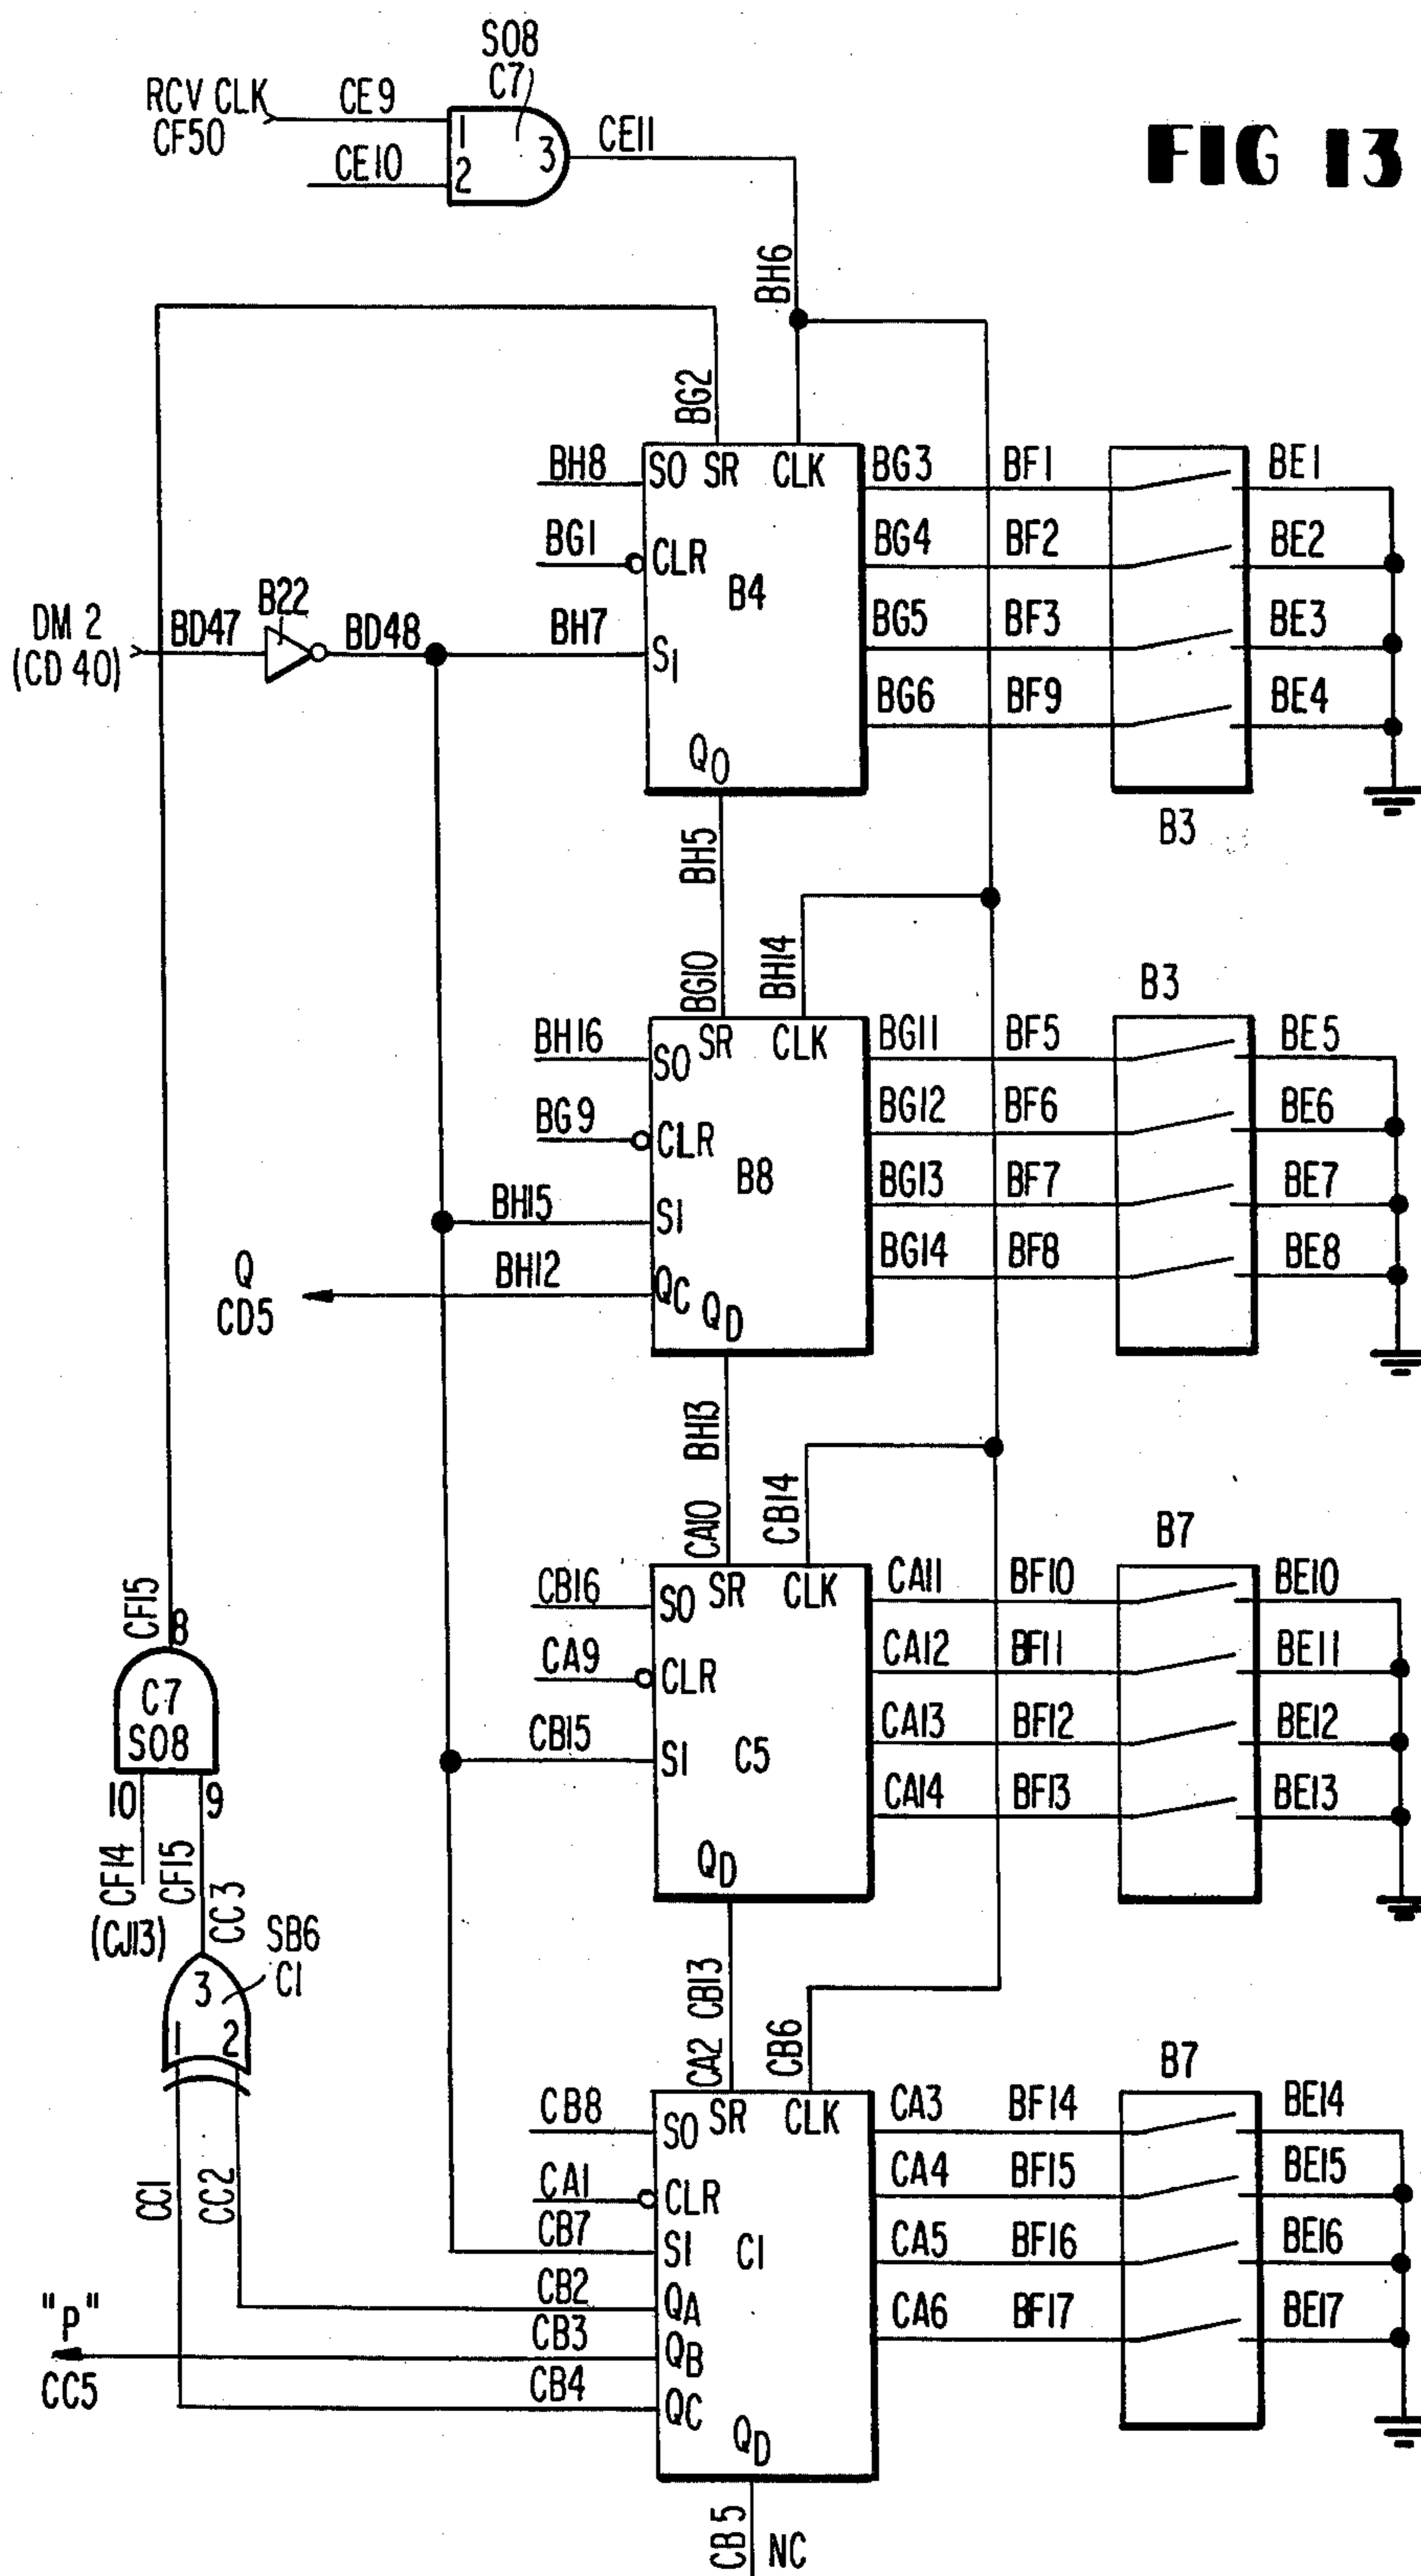 FIG 13
S08
C7
RCV CLK
CF50
CE9
CE10
1
2
3
CE11
BH6
BG2
BH8
SO SR CLK
BG1
CLR
B4
DM 2
(CD 40)
BD47
B22
BD48
BH7
S1
QD
BG3 BF1 BE1
BG4 BF2 BE2
BG5 BF3 BE3
BG6 BF9 BE4
B3
BH5
BG10
BH14
B3
BH16
SO SR CLK
BG9
CLR
B8
BH15
S1
Q
CD5
BH12
QC
QD
BG11 BF5 BE5
BG12 BF6 BE6
BG13 BF7 BE7
BG14 BF8 BE8
BH13
CA10
CB14
B7
CB16
SO SR CLK
CA9
CLR
CB15
S1
C5
QD
CA11 BF10 BE10
CA12 BF11 BE11
CA13 BF12 BE12
CA14 BF13 BE13
CF15
8
C7
S08
10
9
CF14
(CJ13)
CF15
CC3
SB6
C1
3
1
2
CC1
CC2
CB13
CA2
CB6
B7
CB8
SO SR CLK
CA1
CLR
CB7
S1
C1
CB2
QA
"P"
CC5
CB3
QB
CB4
QC
QD
CA3 BF14 BE14
CA4 BF15 BE15
CA5 BF16 BE16
CA6 BF17 BE17
CB5
NC